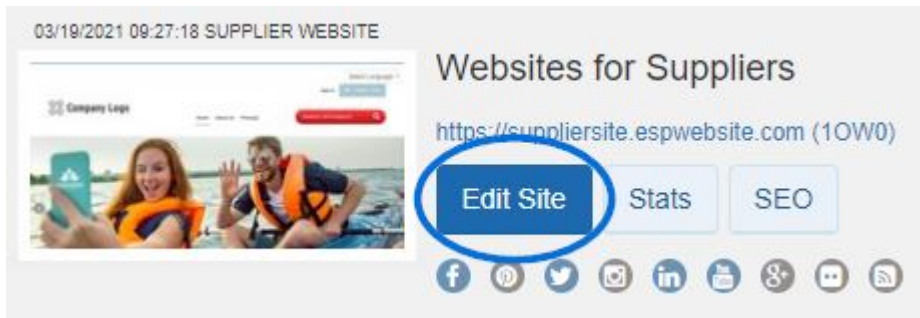 03/19/2021 09:27:18 SUPPLIER WEBSITE
Websites for Suppliers
https://suppliersite.espwebsite.com (1OW0)
Company Logo
Edit Site
Stats
SEO